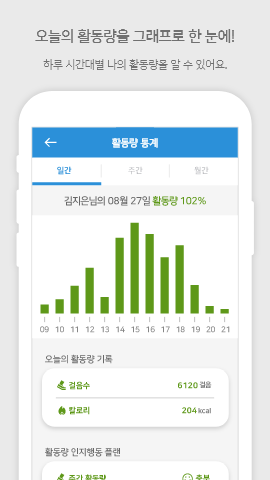 오늘의 활동량을 그래프로 한 눈에!
하루 시간대별 나의 활동량을 알 수 있어요.
활동량 통계
일간 주간 월간
김지은님의 08월 27일 활동량 102%
09 10 11 12 13 14 15 16 17 18 19 20 21
오늘의 활동량 기록
걸음수 6120 걸음
칼로리 204 kcal
활동량 인지행동 플랜
주간 활동량 충분